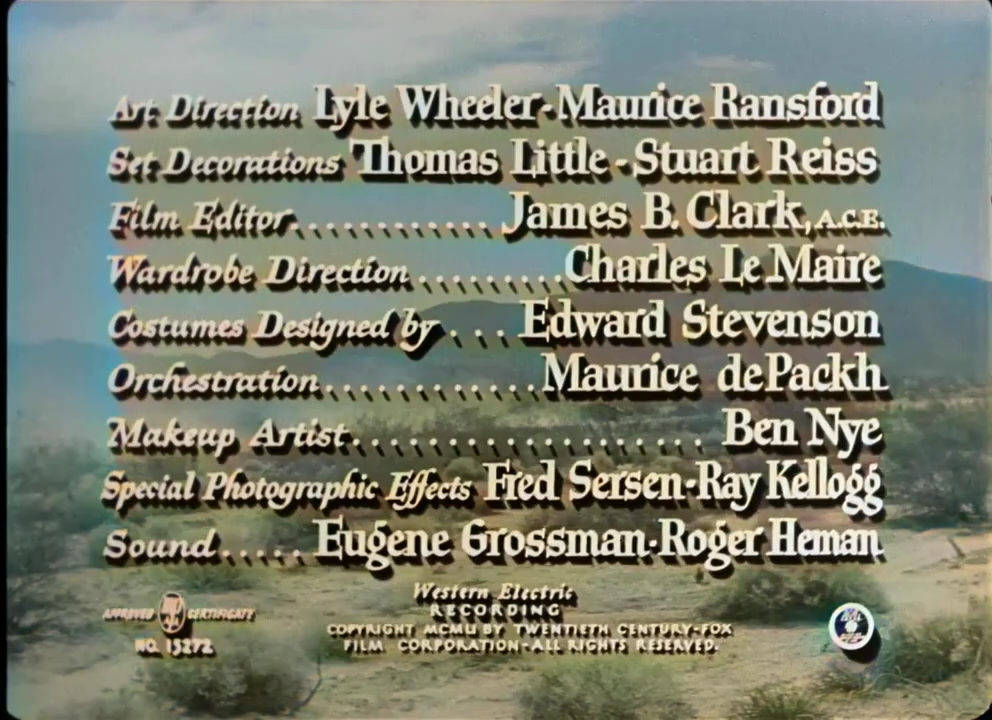 Art Direction Lyle Wheeler-Maurice Ransford
Set Decorations Thomas Little-Stuart Reiss
Film Editor........... James B. Clark, A.C.E.
Wardrobe Direction.........Charles Le Maire
Costumes Designed by.... Edward Stevenson
Orchestration............Maurice dePackh
Makeup Artist.................... Ben Nye
Special Photographic Effects Fred Sersen-Ray Kellogg
Sound..... Eugene Grossman-Roger Heman
Western Electric
RECORDING
APPROVED CERTIFICATE
NO. 15272
COPYRIGHT MCMLI BY TWENTIETH CENTURY-FOX
FILM CORPORATION-ALL RIGHTS RESERVED.